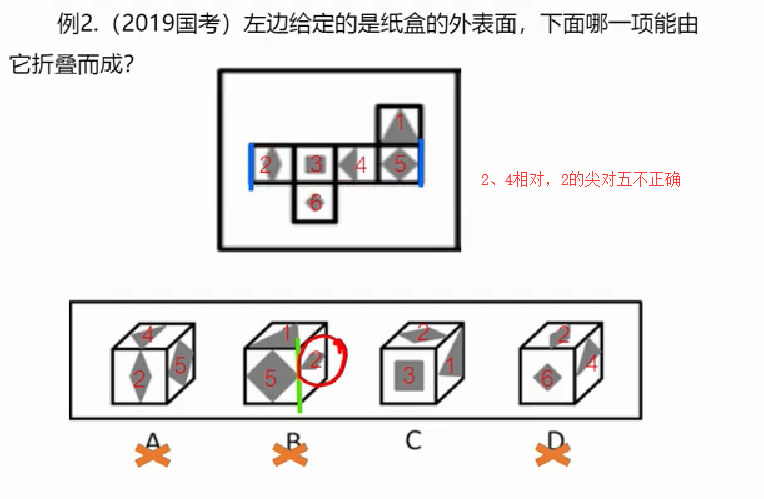 例2.（2019国考）左边给定的是纸盒的外表面，下面哪一项能由
它折叠而成？
1
2 3 4 5
6
2、4相对，2的尖对五不正确
4 2 5
1 5 2
2 3 1
2 6 4
A B C D